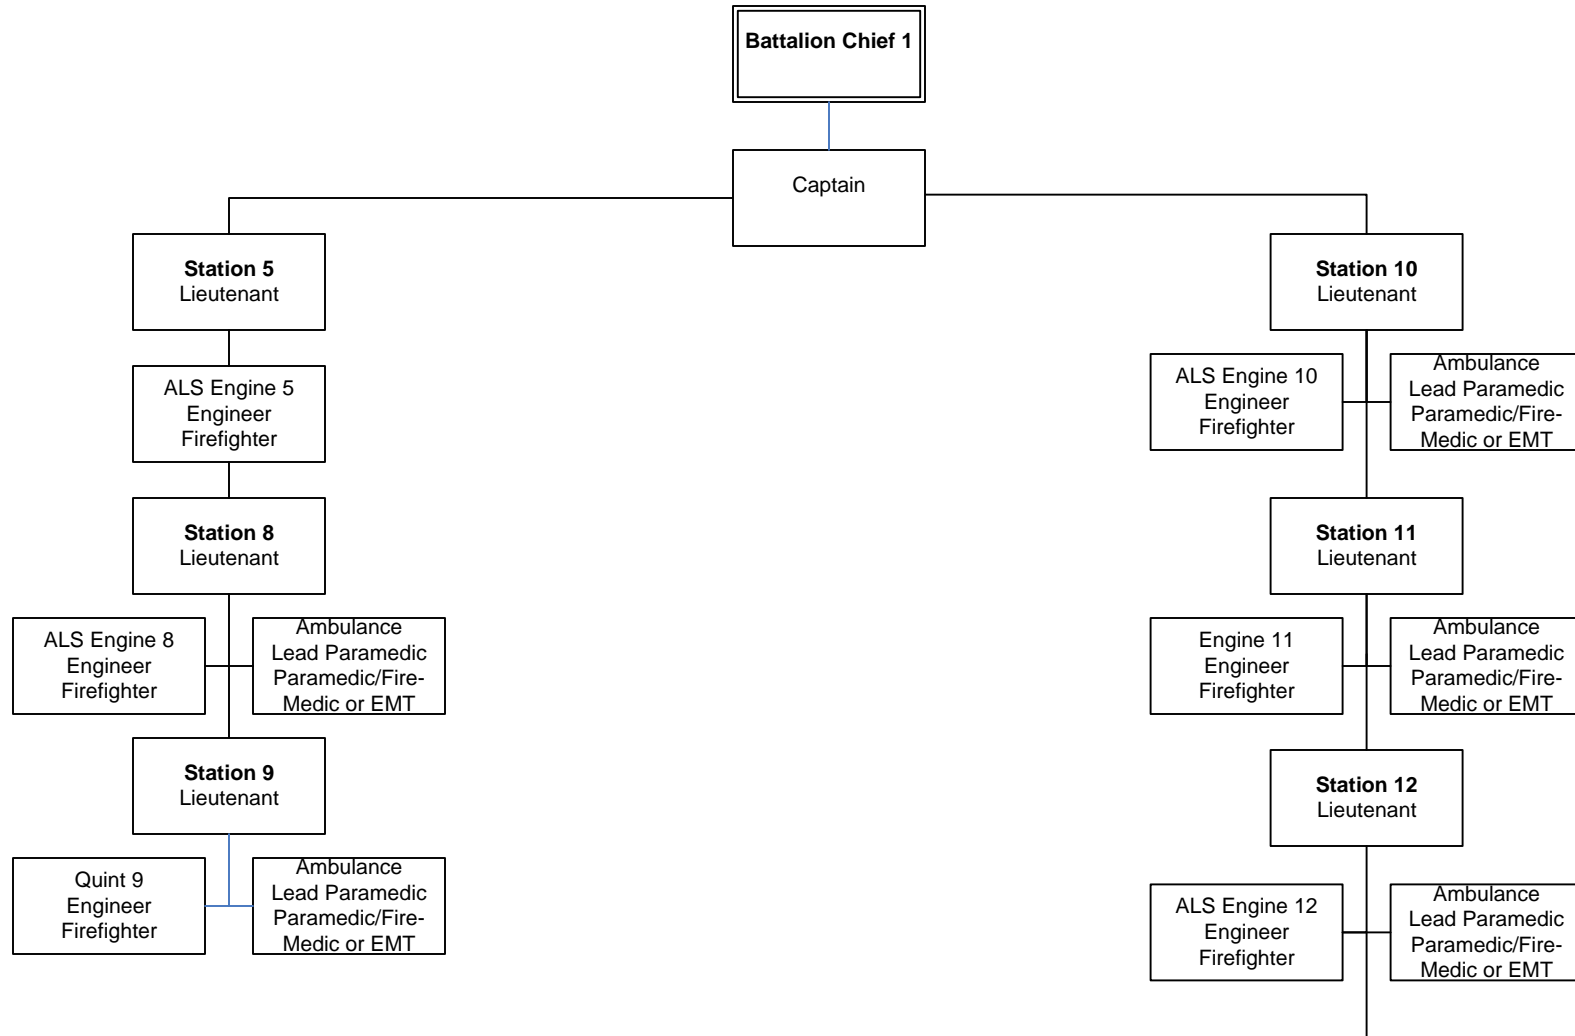 Battalion Chief 1
Captain
Station 5
Lieutenant
ALS Engine 5
Engineer
Firefighter
Station 8
Lieutenant
ALS Engine 8
Engineer
Firefighter
Ambulance
Lead Paramedic
Paramedic/Fire-
Medic or EMT
Station 9
Lieutenant
Quint 9
Engineer
Firefighter
Ambulance
Lead Paramedic
Paramedic/Fire-
Medic or EMT
Station 10
Lieutenant
ALS Engine 10
Engineer
Firefighter
Ambulance
Lead Paramedic
Paramedic/Fire-
Medic or EMT
Station 11
Lieutenant
Engine 11
Engineer
Firefighter
Ambulance
Lead Paramedic
Paramedic/Fire-
Medic or EMT
Station 12
Lieutenant
ALS Engine 12
Engineer
Firefighter
Ambulance
Lead Paramedic
Paramedic/Fire-
Medic or EMT